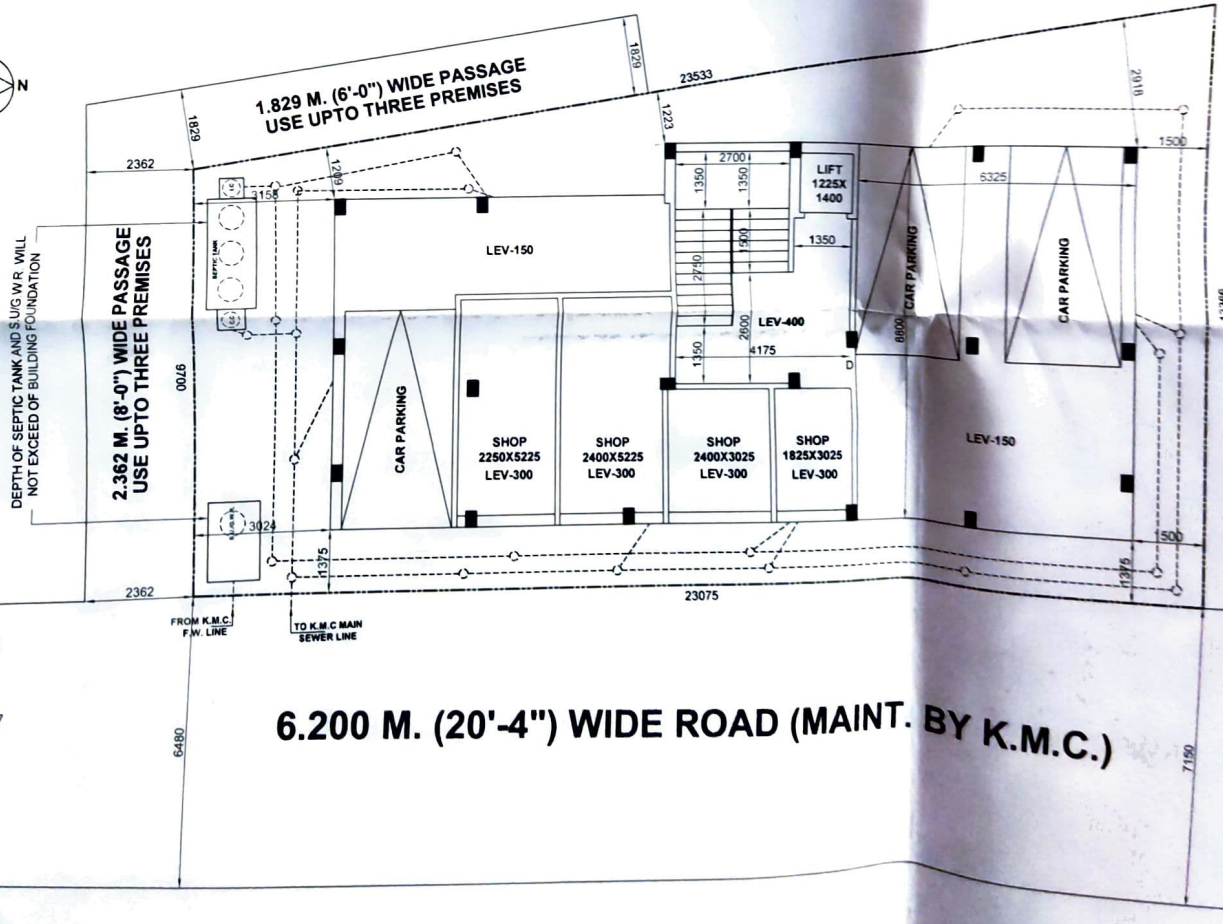 N
1.829 M. (6'-0") WIDE PASSAGE
USE UPTO THREE PREMISES
1829
1829
23533
2918
1223
2362
1209
3158
2700
1350
1350
LIFT
1225X
1400
1500
6325
SEPTIC TANK
LEV-150
1500
2750
1350
CAR PARKING
CAR PARKING
DEPTH OF SEPTIC TANK AND S.U/G.W.R. WILL
NOT EXCEED OF BUILDING FOUNDATION
2.362 M. (8'-0") WIDE PASSAGE
USE UPTO THREE PREMISES
9700
LEV-400
2600
1350
4175
8800
D
CAR PARKING
SHOP
2250X5225
LEV-300
SHOP
2400X5225
LEV-300
SHOP
2400X3025
LEV-300
SHOP
1825X3025
LEV-300
LEV-150
3024
1375
1500
1375
2362
23075
FROM K.M.C.
F.W. LINE
TO K.M.C MAIN
SEWER LINE
6.200 M. (20'-4") WIDE ROAD (MAINT. BY K.M.C.)
6480
7150